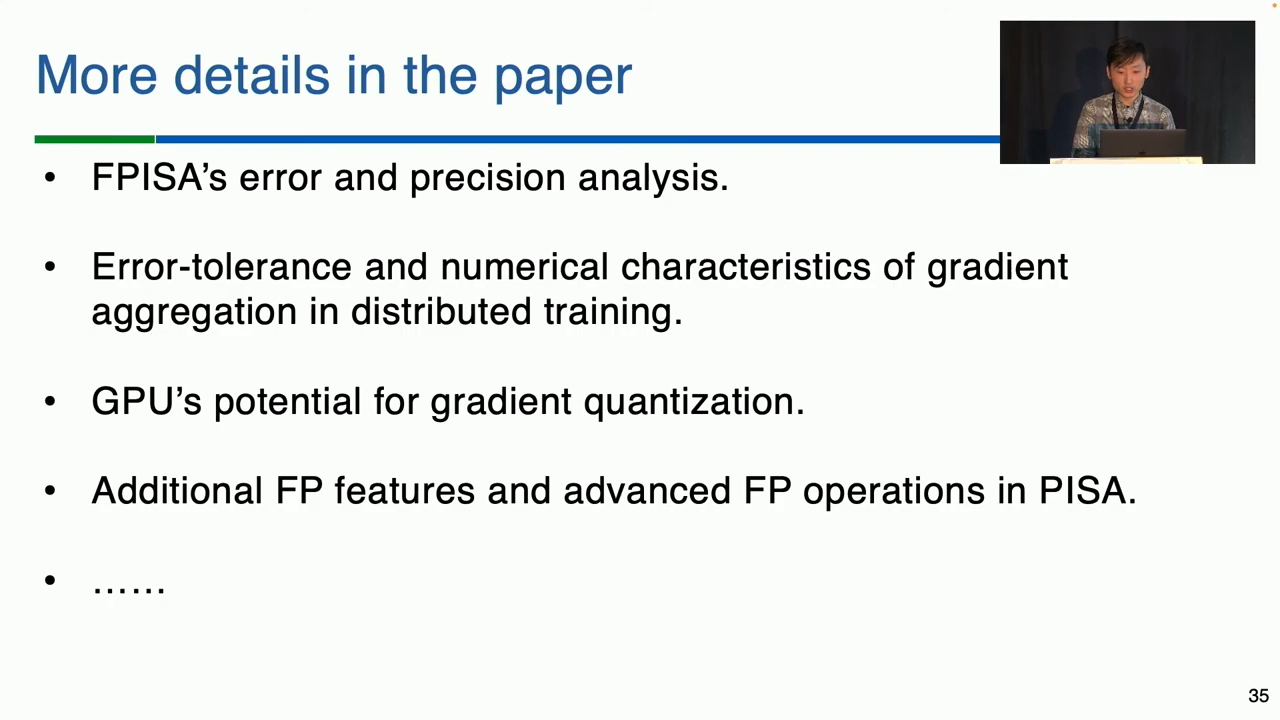 More details in the paper
• FPISA’s error and precision analysis.
• Error-tolerance and numerical characteristics of gradient
aggregation in distributed training.
• GPU’s potential for gradient quantization.
• Additional FP features and advanced FP operations in PISA.
• ……
35